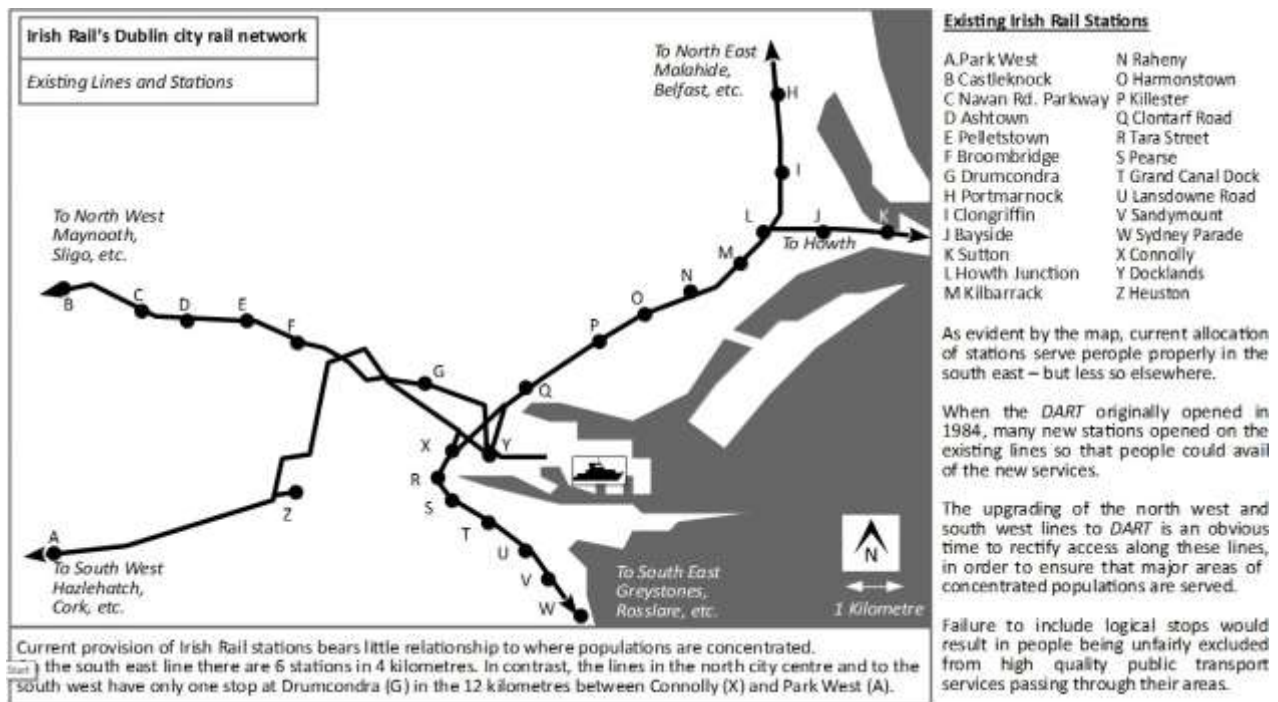 Irish Rail's Dublin city rail network
Existing Lines and Stations
To North East
Malahide,
Belfast, etc.
H
I
To North West
Maynooth,
Sligo, etc.
L
J
K
To Howth
M
N
B
C
D
E
F
O
P
G
Q
X
Y
R
Z
S
T
A
U
V
W
To South West
Hazlehatch,
Cork, etc.
To South East
Greystones,
Rosslare, etc.
N
1 Kilometre
Current provision of Irish Rail stations bears little relationship to where populations are concentrated.
the south east line there are 6 stations in 4 kilometres. In contrast, the lines in the north city centre and to the
south west have only one stop at Drumcondra (G) in the 12 kilometres between Connolly (X) and Park West (A).
Start
Existing Irish Rail Stations
A.Park West
B Castleknock
C Navan Rd. Parkway
D Ashtown
E Pelletstown
F Broombridge
G Drumcondra
H Portmarnock
I Clongriffin
J Bayside
K Sutton
L Howth Junction
M Kilbarrack
N Raheny
O Harmonstown
P Killester
Q Clontarf Road
R Tara Street
S Pearse
T Grand Canal Dock
U Lansdowne Road
V Sandymount
W Sydney Parade
X Connolly
Y Docklands
Z Heuston
As evident by the map, current allocation
of stations serve perople properly in the
south east – but less so elsewhere.
When the DART originally opened in
1984, many new stations opened on the
existing lines so that people could avail
of the new services.
The upgrading of the north west and
south west lines to DART is an obvious
time to rectify access along these lines,
in order to ensure that major areas of
concentrated populations are served.
Failure to include logical stops would
result in people being unfairly excluded
from high quality public transport
services passing through their areas.